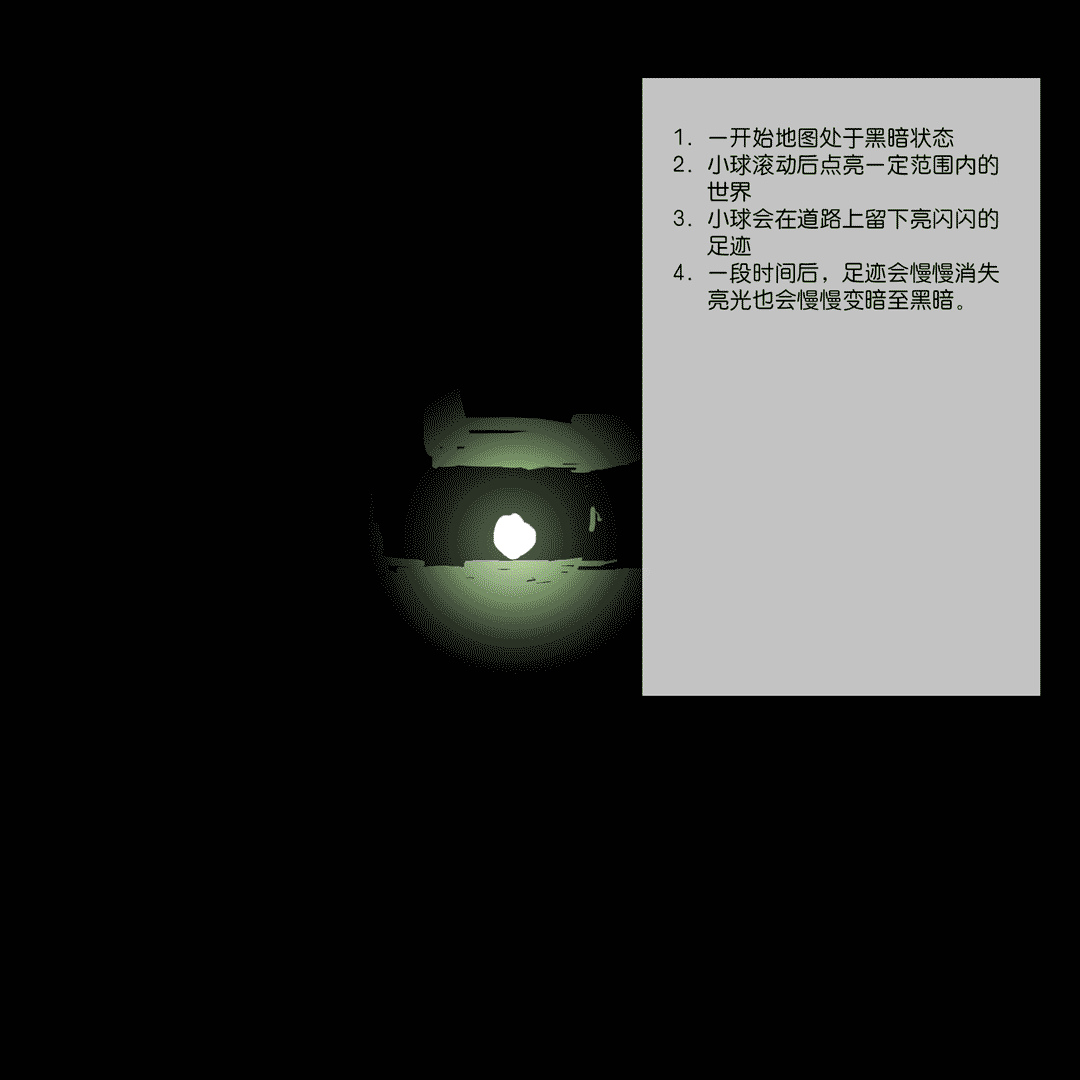 1. 一开始地图处于黑暗状态
2. 小球滚动后点亮一定范围内的
世界
3. 小球会在道路上留下亮闪闪的
足迹
4. 一段时间后，足迹会慢慢消失
亮光也会慢慢变暗至黑暗。